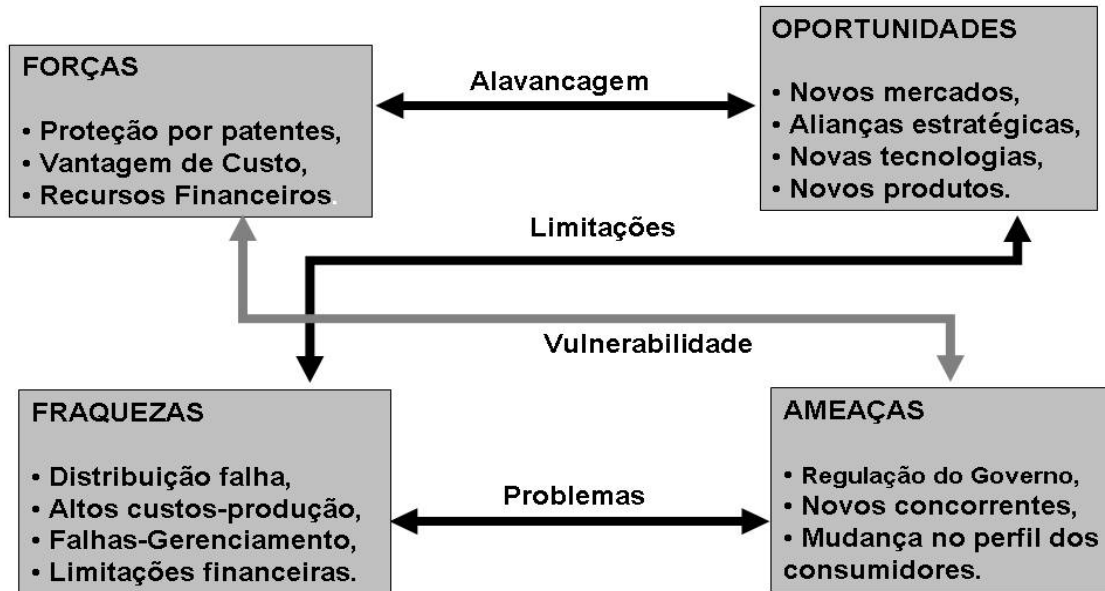 FORÇAS
• Proteção por patentes,
• Vantagem de Custo,
• Recursos Financeiros.
Alavancagem
OPORTUNIDADES
• Novos mercados,
• Alianças estratégicas,
• Novas tecnologias,
• Novos produtos.
Limitações
Vulnerabilidade
FRAQUEZAS
• Distribuição falha,
• Altos custos-produção,
• Falhas-Gerenciamento,
• Limitações financeiras.
Problemas
AMEAÇAS
• Regulação do Governo,
• Novos concorrentes,
• Mudança no perfil dos
consumidores.